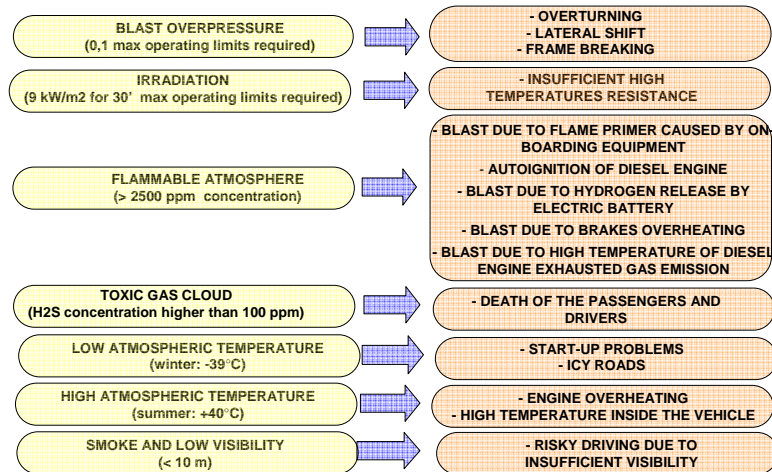 BLAST OVERPRESSURE
(0,1 max operating limits required)
- OVERTURNING
- LATERAL SHIFT
- FRAME BREAKING
IRRADIATION
(9 kW/m2 for 30’ max operating limits required)
- INSUFFICIENT HIGH
TEMPERATURES RESISTANCE
FLAMMABLE ATMOSPHERE
(> 2500 ppm concentration)
- BLAST DUE TO FLAME PRIMER CAUSED BY ON-
BOARDING EQUIPMENT
- AUTOIGNITION OF DIESEL ENGINE
- BLAST DUE TO HYDROGEN RELEASE BY
ELECTRIC BATTERY
- BLAST DUE TO BRAKES OVERHEATING
- BLAST DUE TO HIGH TEMPERATURE OF DIESEL
ENGINE EXHAUSTED GAS EMISSION
TOXIC GAS CLOUD
(H2S concentration higher than 100 ppm)
- DEATH OF THE PASSENGERS AND
DRIVERS
LOW ATMOSPHERIC TEMPERATURE
(winter: -39°C)
- START-UP PROBLEMS
- ICY ROADS
HIGH ATMOSPHERIC TEMPERATURE
(summer: +40°C)
- ENGINE OVERHEATING
- HIGH TEMPERATURE INSIDE THE VEHICLE
SMOKE AND LOW VISIBILITY
(< 10 m)
- RISKY DRIVING DUE TO
INSUFFICIENT VISIBILITY